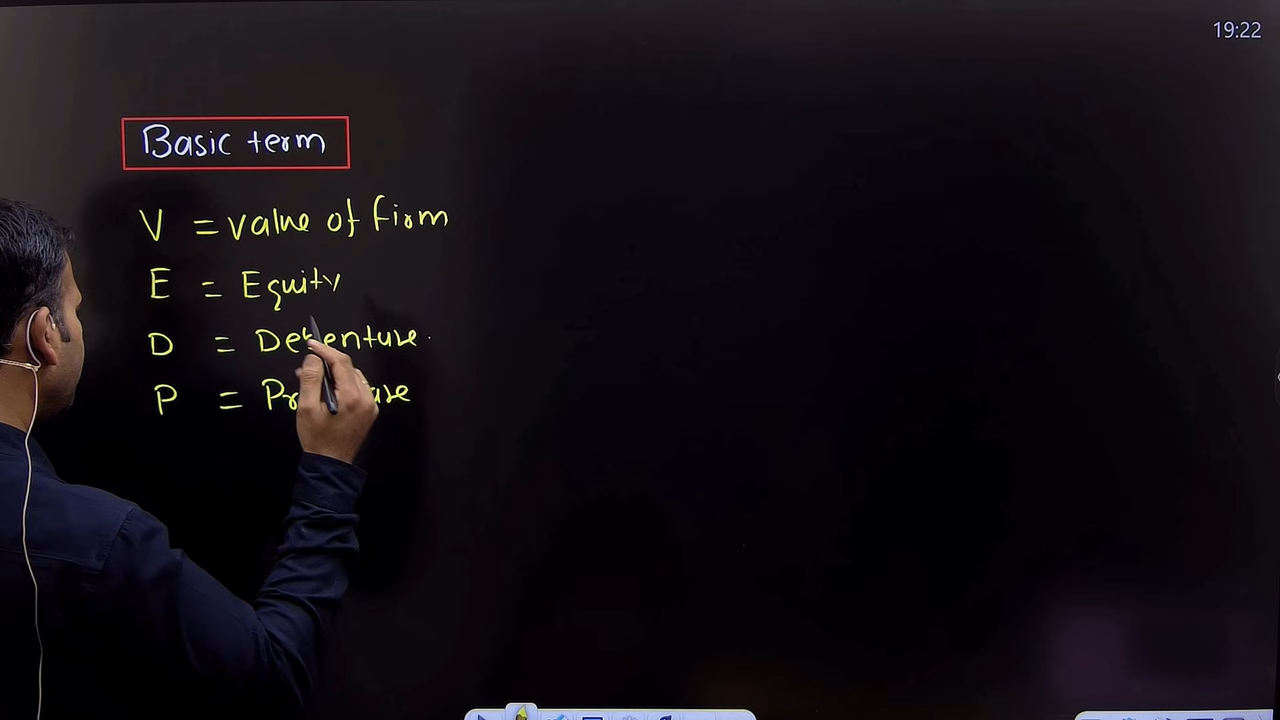 19:22
Basic term
V = value of firm
E = Equity
D = Debenture.
P =